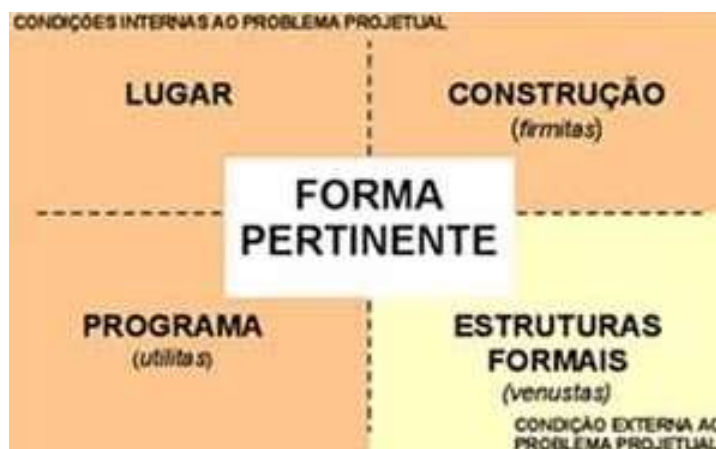 CONDIÇÕES INTERNAS AO PROBLEMA PROJETUAL
LUGAR
CONSTRUÇÃO
(firmitas)
FORMA
PERTINENTE
PROGRAMA
(utilitas)
ESTRUTURAS
FORMAIS
(venustas)
CONDIÇÃO EXTERNA AO
PROBLEMA PROJETUAL